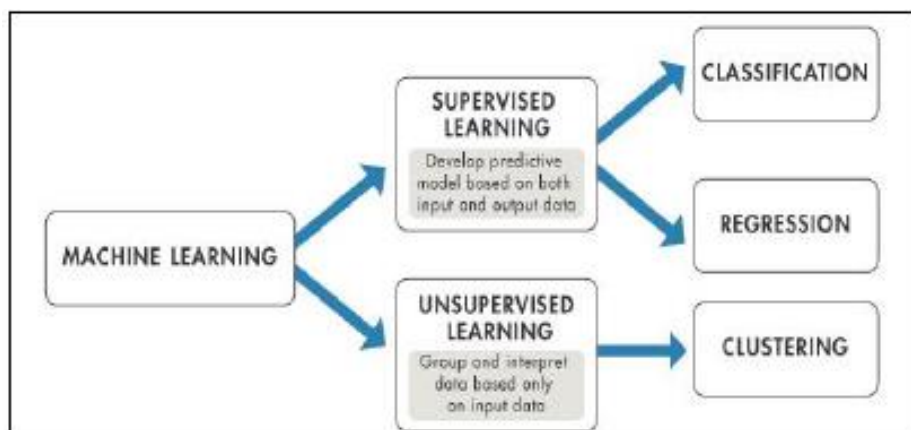 MACHINE LEARNING
SUPERVISED
LEARNING
Develop predictive
model based on both
input and output data
UNSUPERVISED
LEARNING
Group and interpret
data based only
on input data
CLASSIFICATION
REGRESSION
CLUSTERING